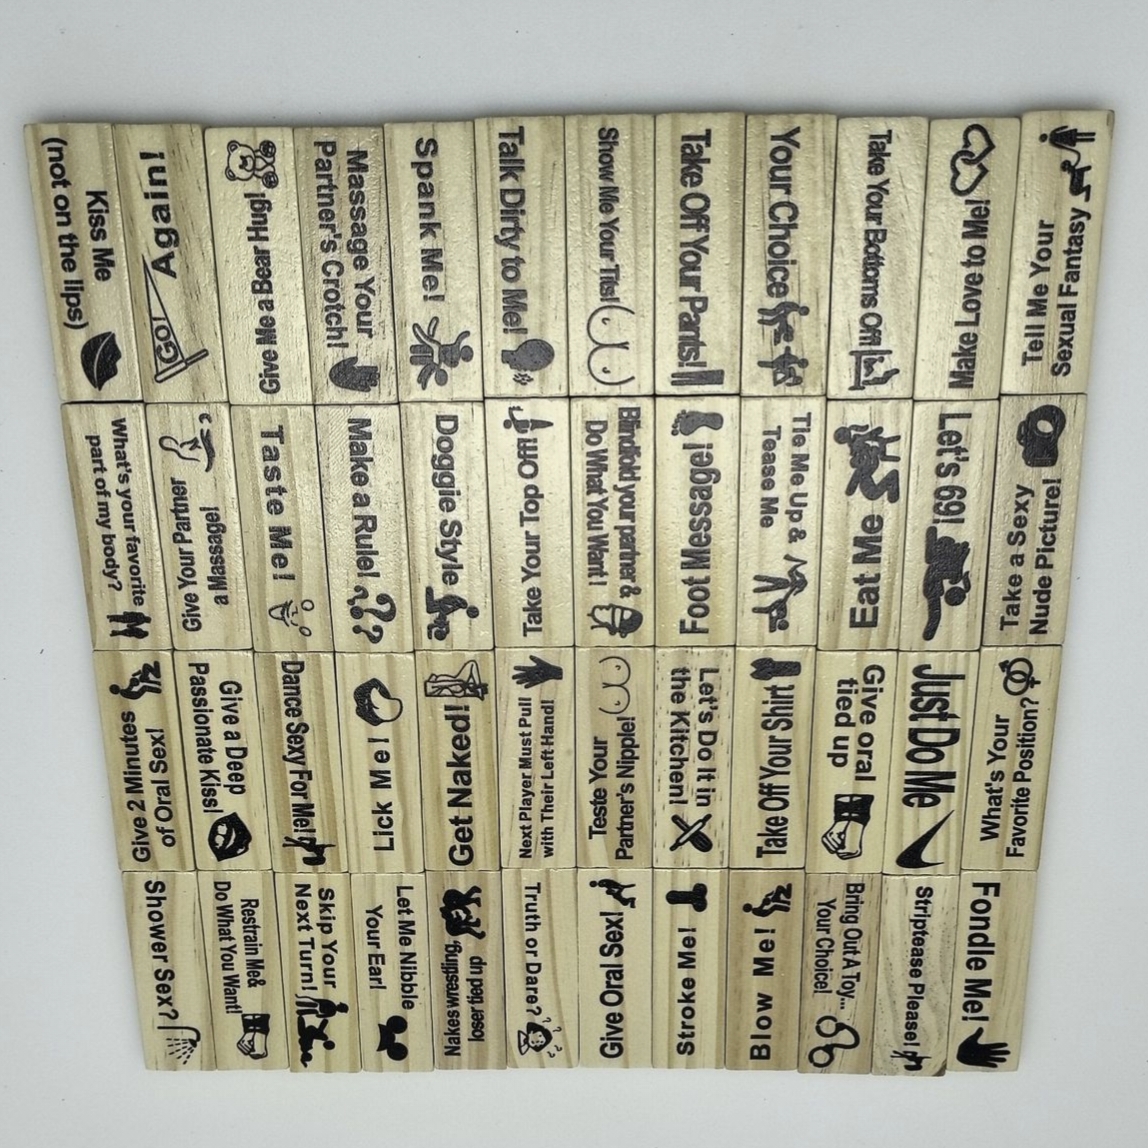 Kiss Me
(not on the lips)
Again!
Go!
Give Me a Bear Hug!
Massage Your
Partner's Crotch!
Spank Me!
Talk Dirty to Me!
Show Me Your Tits!
Take Off Your Pants!
Your Choice
Take Your Bottoms Off!
Make Love to Me!
Tell Me Your
Sexual Fantasy
What's your favorite
part of my body?
Give Your Partner
a Massage!
Taste Me!
Make a Rule!
???
Doggie Style
Take Your Top Off!
Blindfold your partner &
Do What You Want!
Foot Message!
Tie Me Up &
Tease Me
Eat Me
Let's 69!
Take a Sexy
Nude Picture!
Give 2 Minutes
of Oral Sex!
Give a Deep
Passionate Kiss!
Dance Sexy For Me!
Lick Me!
Get Naked!
Next Player Must Pull
with Their Left Hand!
Teste Your
Partner's Nipple!
Let's Do it in
the Kitchen!
Take Off Your Shirt
Give oral
tied up
Just Do Me
What's Your
Favorite Position?
Shower Sex?
Restrain Me &
Do What You Want!
Skip Your
Next Turn!
Let Me Nibble
Your Ear!
Nakes wrestling,
loser tied up
Truth or Dare?
Give Oral Sex!
Stroke Me!
Blow Me!
Bring Out A Toy...
Your Choice!
Striptease Please!
Fondle Me!